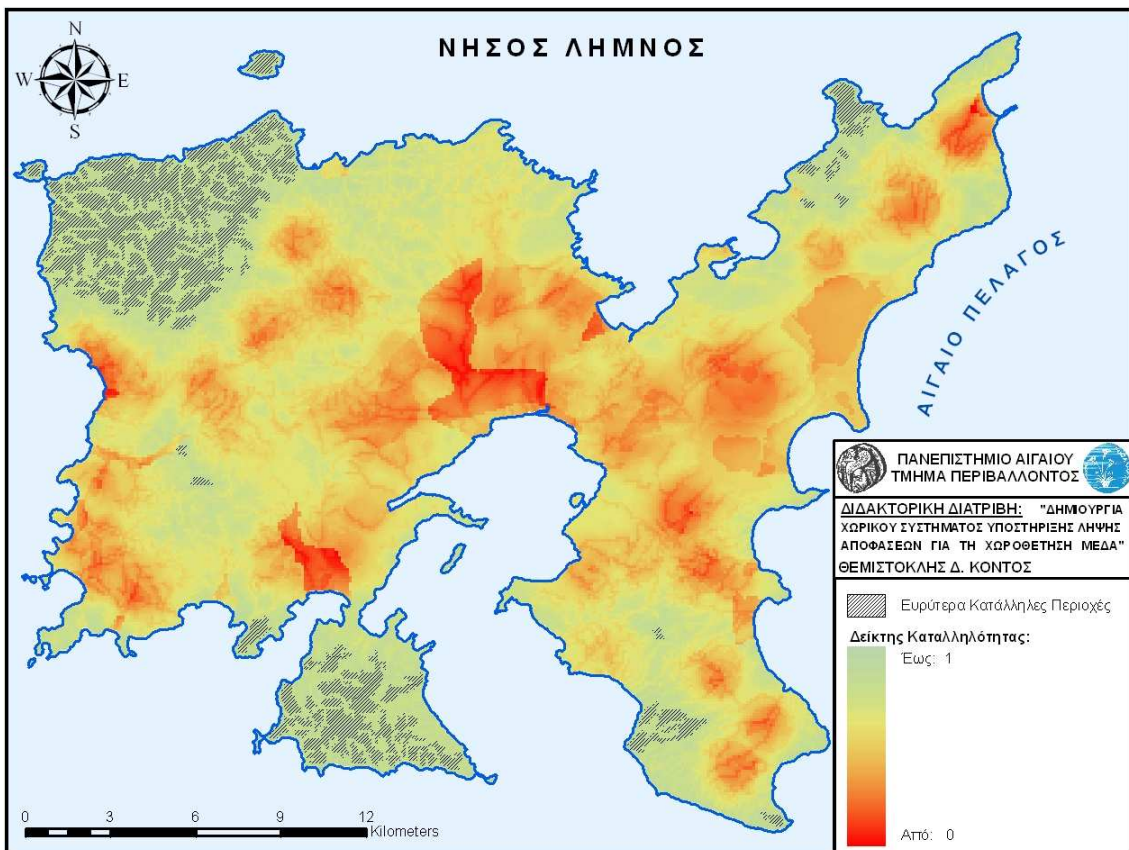 ΝΗΣΟΣ ΛΗΜΝΟΣ
N
W
E
S
ΑΙΓΑΙΟ ΠΕΛΑΓΟΣ
ΠΑΝΕΠΙΣΤΗΜΙΟ ΑΙΓΑΙΟΥ
ΤΜΗΜΑ ΠΕΡΙΒΑΛΛΟΝΤΟΣ
ΔΙΔΑΚΤΟΡΙΚΗ ΔΙΑΤΡΙΒΗ: "ΔΗΜΙΟΥΡΓΙΑ
ΧΩΡΙΚΟΥ ΣΥΣΤΗΜΑΤΟΣ ΥΠΟΣΤΗΡΙΞΗΣ ΛΗΨΗΣ
ΑΠΟΦΑΣΕΩΝ ΓΙΑ ΤΗ ΧΩΡΟΘΕΤΗΣΗ ΜΕΔΑ"
ΘΕΜΙΣΤΟΚΛΗΣ Δ. ΚΟΝΤΟΣ
Ευρύτερα Κατάλληλες Περιοχές
Δείκτης Καταλληλότητας:
Έως: 1
Από: 0
0 3 6 9 12
Kilometers